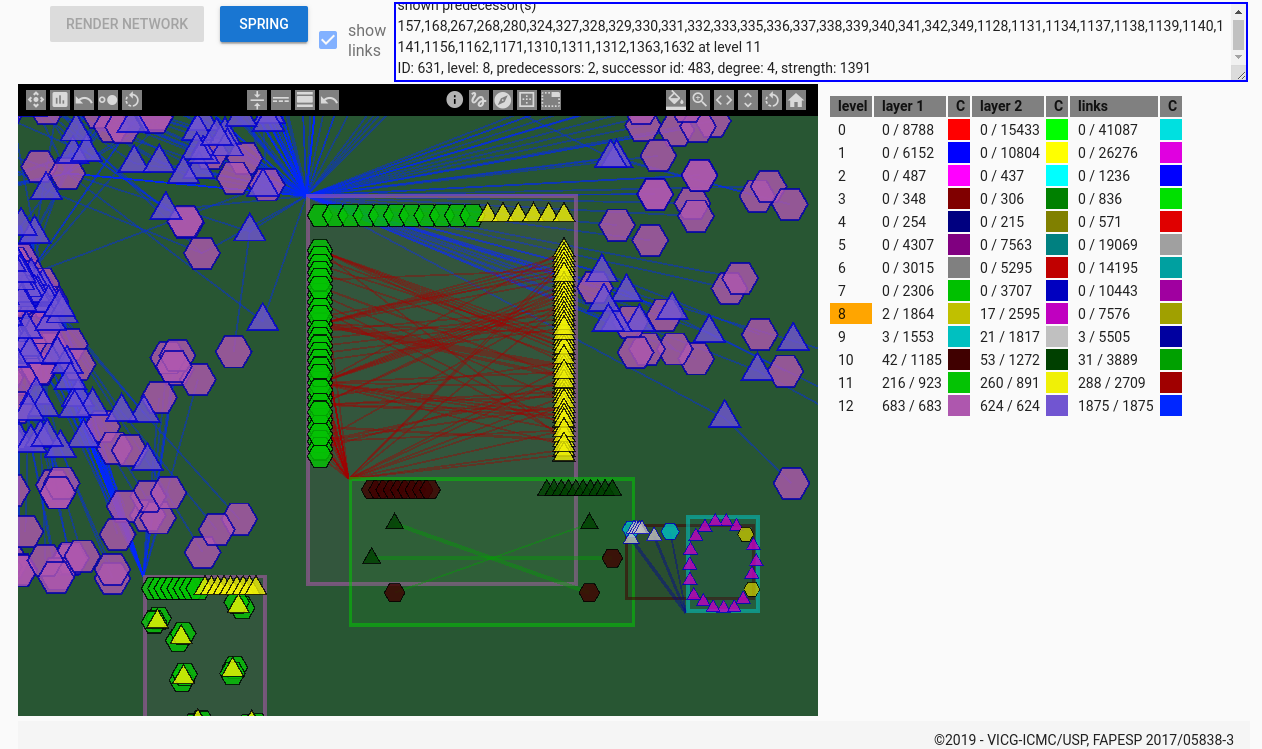 RENDER NETWORK
SPRING
show
links
shown predecessor(s)
157,168,267,268,280,324,327,328,329,330,331,332,333,335,336,337,338,339,340,341,342,349,1128,1131,1134,1137,1138,1139,1140,1
141,1156,1162,1171,1310,1311,1312,1363,1632 at level 11
ID: 631, level: 8, predecessors: 2, successor id: 483, degree: 4, strength: 1391
level layer 1 C layer 2 C links C
0 0 / 8788 0 / 15433 0 / 41087
1 0 / 6152 0 / 10804 0 / 26276
2 0 / 487 0 / 437 0 / 1236
3 0 / 348 0 / 306 0 / 836
4 0 / 254 0 / 215 0 / 571
5 0 / 4307 0 / 7563 0 / 19069
6 0 / 3015 0 / 5295 0 / 14195
7 0 / 2306 0 / 3707 0 / 10443
8 2 / 1864 17 / 2595 0 / 7576
9 3 / 1553 21 / 1817 3 / 5505
10 42 / 1185 53 / 1272 31 / 3889
11 216 / 923 260 / 891 288 / 2709
12 683 / 683 624 / 624 1875 / 1875
©2019 - VICG-ICMC/USP, FAPESP 2017/05838-3